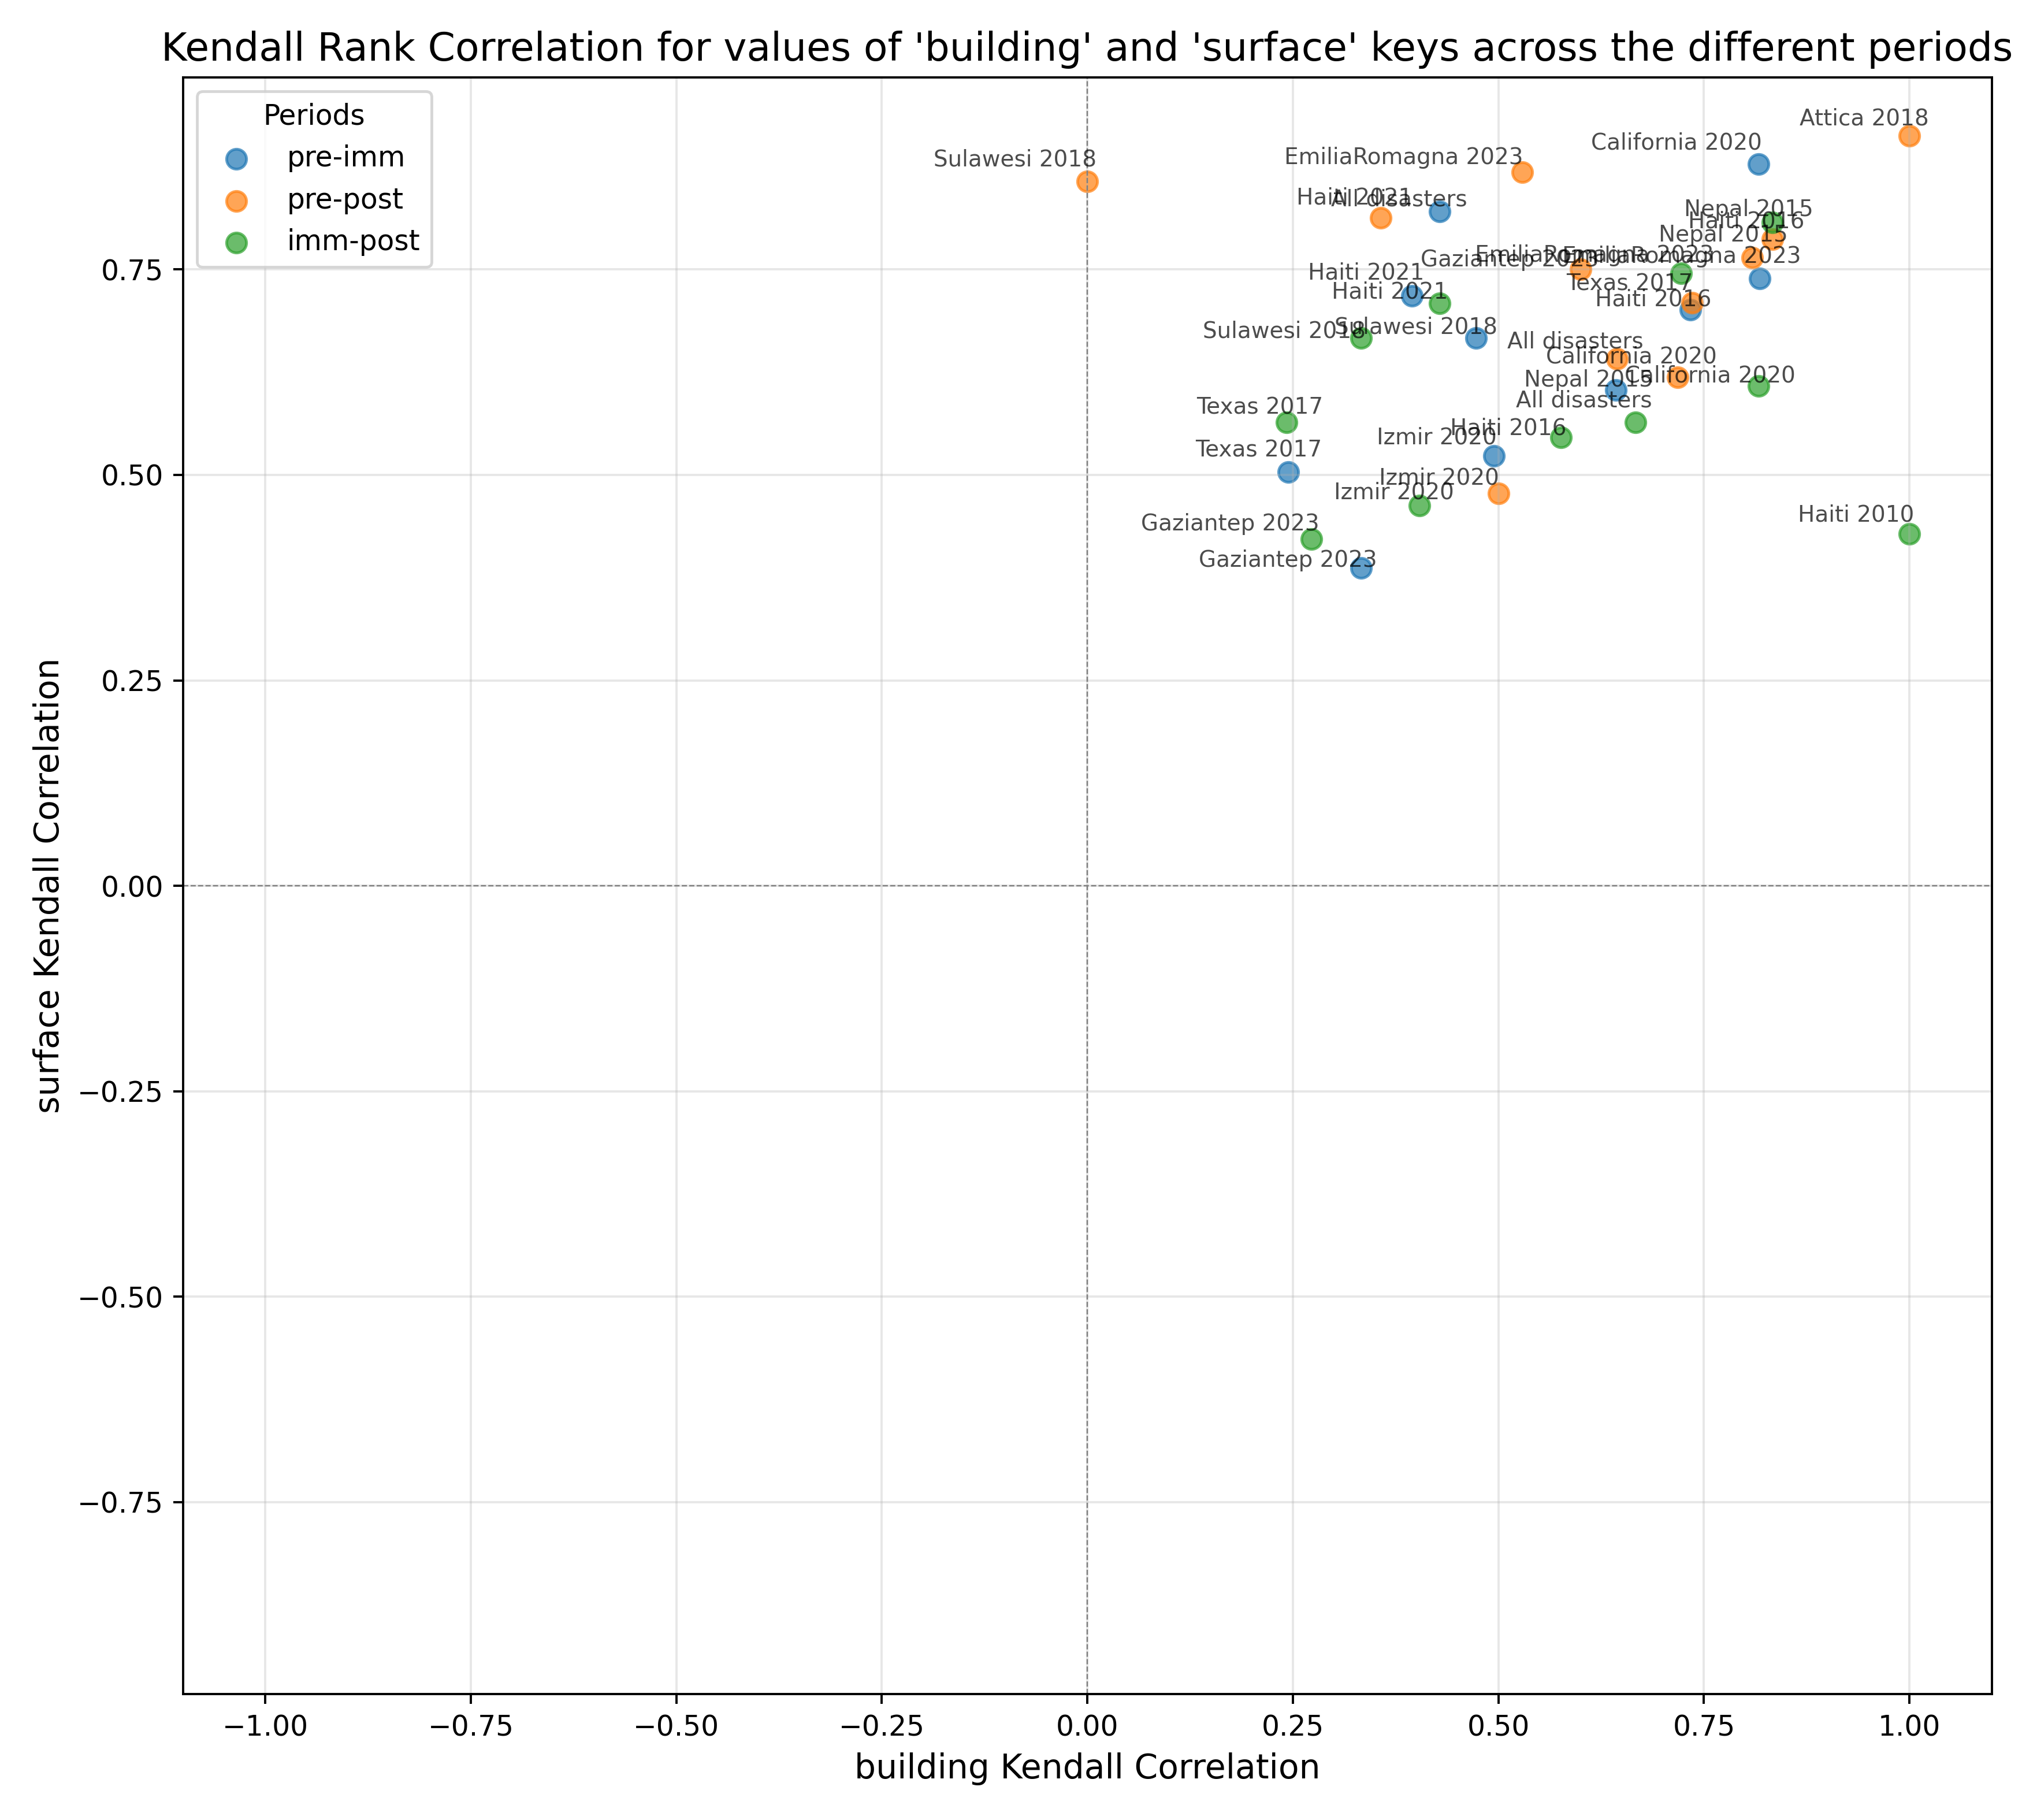 Kendall Rank Correlation for values of 'building' and 'surface' keys across the different periods
Periods
pre-imm
pre-post
imm-post
Attica 2018
California 2020
Sulawesi 2018
EmiliaRomagna 2023
Haiti 2021
All disasters
Nepal 2015
Haiti 2016
Nepal 2015
EmiliaRomagna 2023
EmiliaRomagna 2023
Gaziantep 2023
Haiti 2021
Texas 2017
Haiti 2021
Haiti 2016
Sulawesi 2018
Sulawesi 2018
All disasters
California 2020
Nepal 2015
California 2020
All disasters
Texas 2017
Haiti 2016
Izmir 2020
Texas 2017
Izmir 2020
Izmir 2020
Gaziantep 2023
Haiti 2010
Gaziantep 2023
0.75
0.50
0.25
0.00
−0.25
−0.50
−0.75
surface Kendall Correlation
−1.00
−0.75
−0.50
−0.25
0.00
0.25
0.50
0.75
1.00
building Kendall Correlation